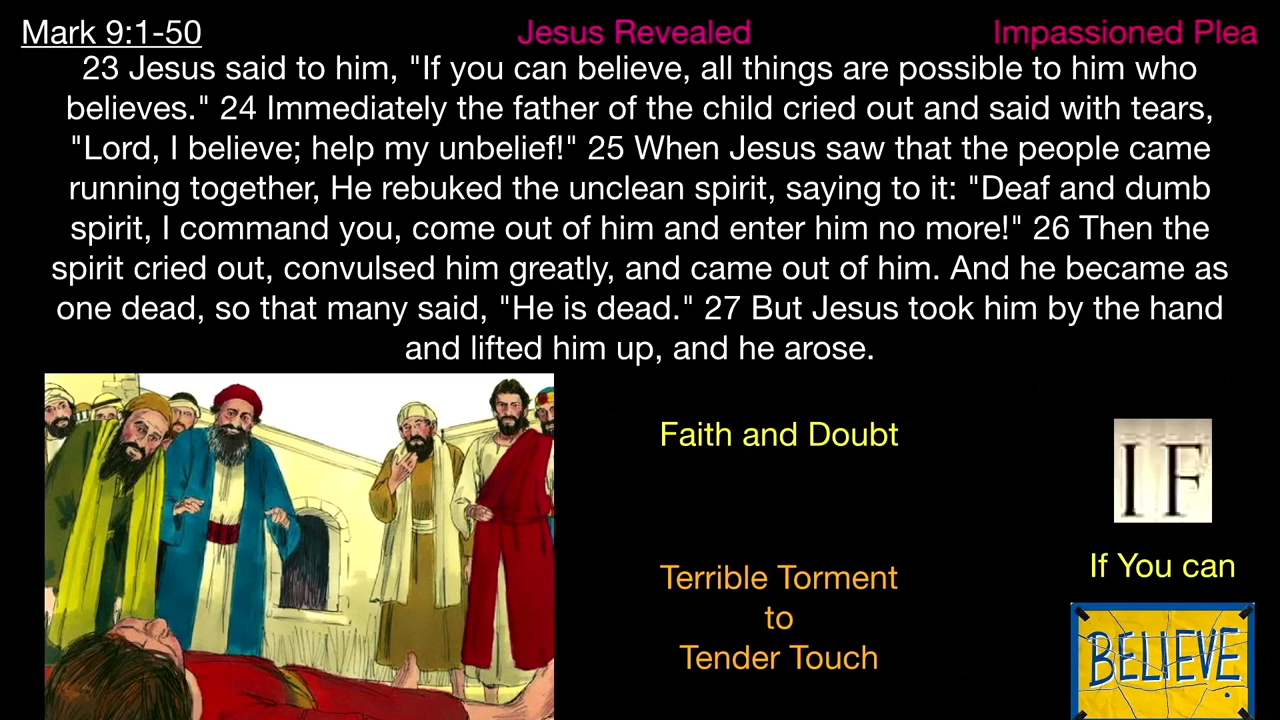 Mark 9:1-50
Jesus Revealed
Impassioned Plea
23 Jesus said to him, "If you can believe, all things are possible to him who
believes." 24 Immediately the father of the child cried out and said with tears,
"Lord, I believe; help my unbelief!" 25 When Jesus saw that the people came
running together, He rebuked the unclean spirit, saying to it: "Deaf and dumb
spirit, I command you, come out of him and enter him no more!" 26 Then the
spirit cried out, convulsed him greatly, and came out of him. And he became as
one dead, so that many said, "He is dead." 27 But Jesus took him by the hand
and lifted him up, and he arose.
Faith and Doubt
IF
Terrible Torment
to
Tender Touch
If You can
BELIEVE